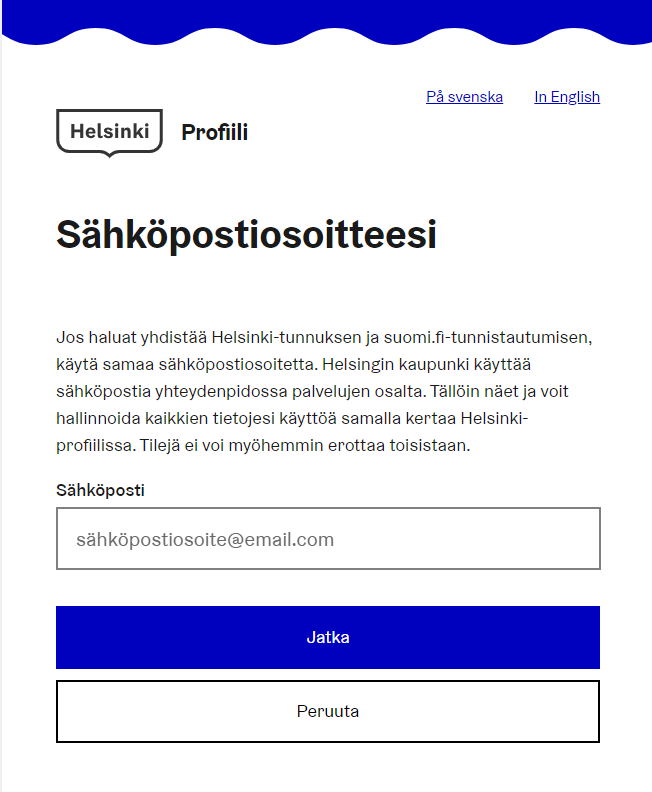 På svenska In English
Helsinki Profiili
Sähköpostiosoitteesi
Jos haluat yhdistää Helsinki-tunnuksen ja suomi.fi-tunnistautumisen,
käytä samaa sähköpostiosoitetta. Helsingin kaupunki käyttää
sähköpostia yhteydenpidossa palvelujen osalta. Tällöin näet ja voit
hallinnoida kaikkien tietojesi käyttöä samalla kertaa Helsinki-
profiilissa. Tilejä ei voi myöhemmin erottaa toisistaan.
Sähköposti
sähköpostiosoite@email.com
Jatka
Peruuta